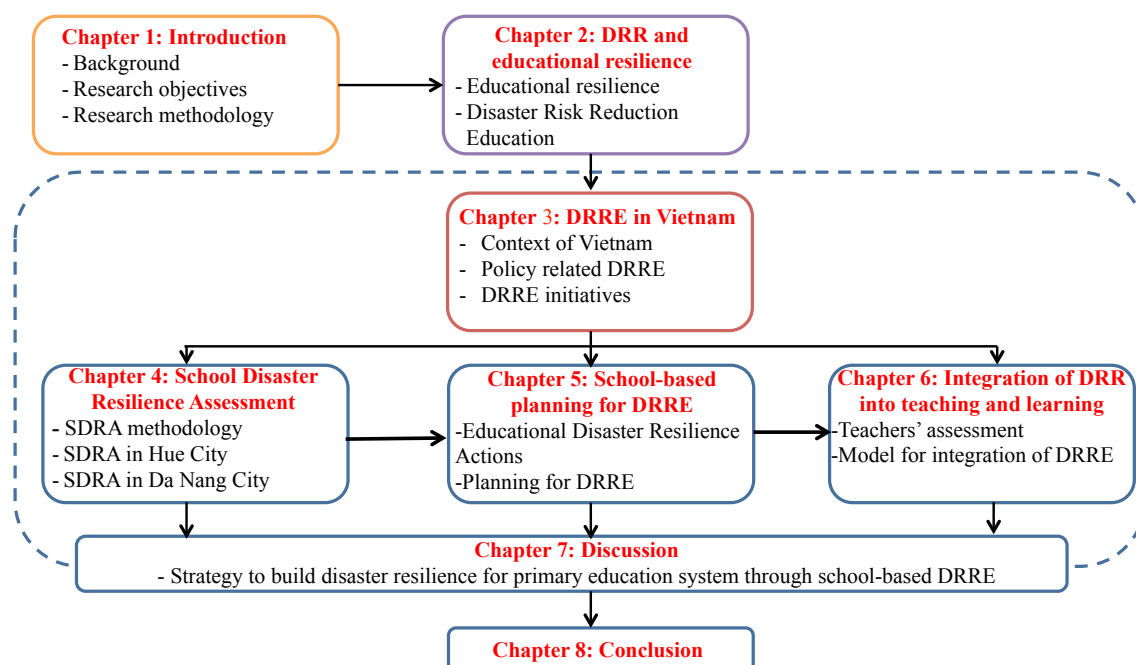 Chapter 1: Introduction
- Background
- Research objectives
- Research methodology
Chapter 2: DRR and
educational resilience
- Educational resilience
- Disaster Risk Reduction
Education
Chapter 3: DRRE in Vietnam
- Context of Vietnam
- Policy related DRRE
- DRRE initiatives
Chapter 4: School Disaster
Resilience Assessment
- SDRA methodology
- SDRA in Hue City
- SDRA in Da Nang City
Chapter 5: School-based
planning for DRRE
-Educational Disaster Resilience
Actions
-Planning for DRRE
Chapter 6: Integration of DRR
into teaching and learning
-Teachers’ assessment
-Model for integration of DRRE
Chapter 7: Discussion
- Strategy to build disaster resilience for primary education system through school-based DRRE
Chapter 8: Conclusion